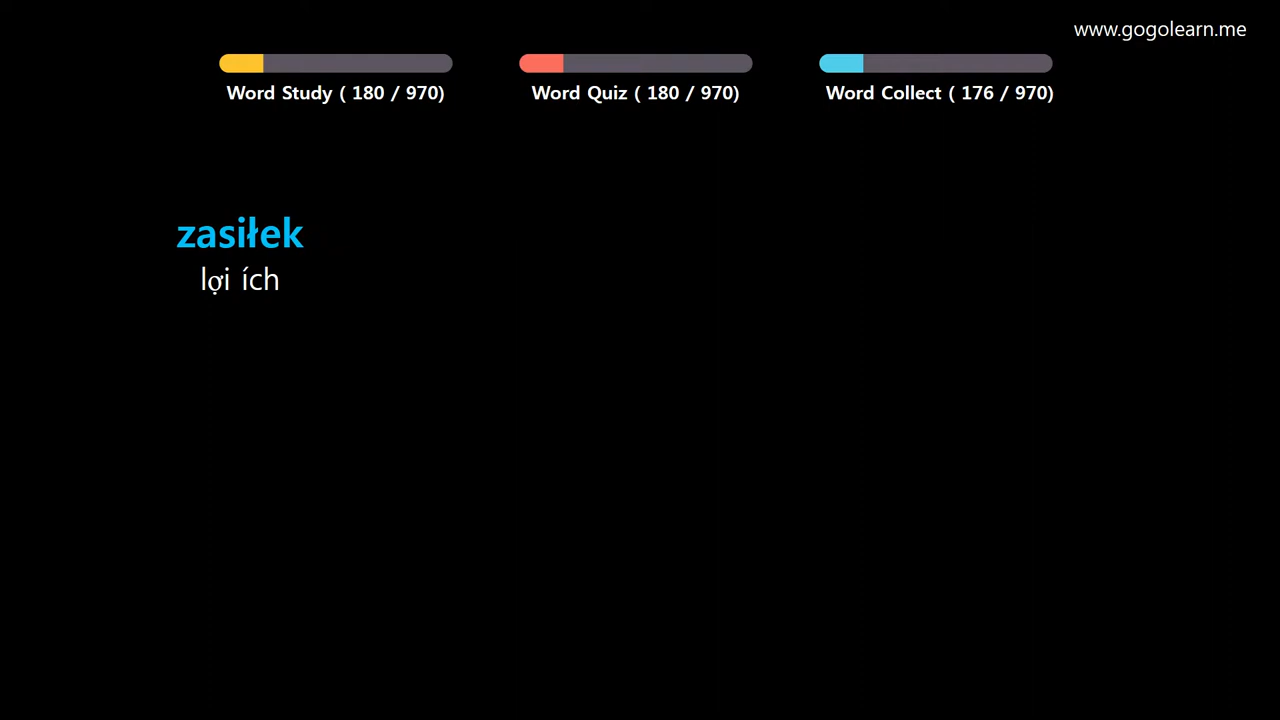 www.gogolearn.me
Word Study ( 180 / 970)
Word Quiz ( 180 / 970)
Word Collect ( 176 / 970)
zasiłek
lợi ích